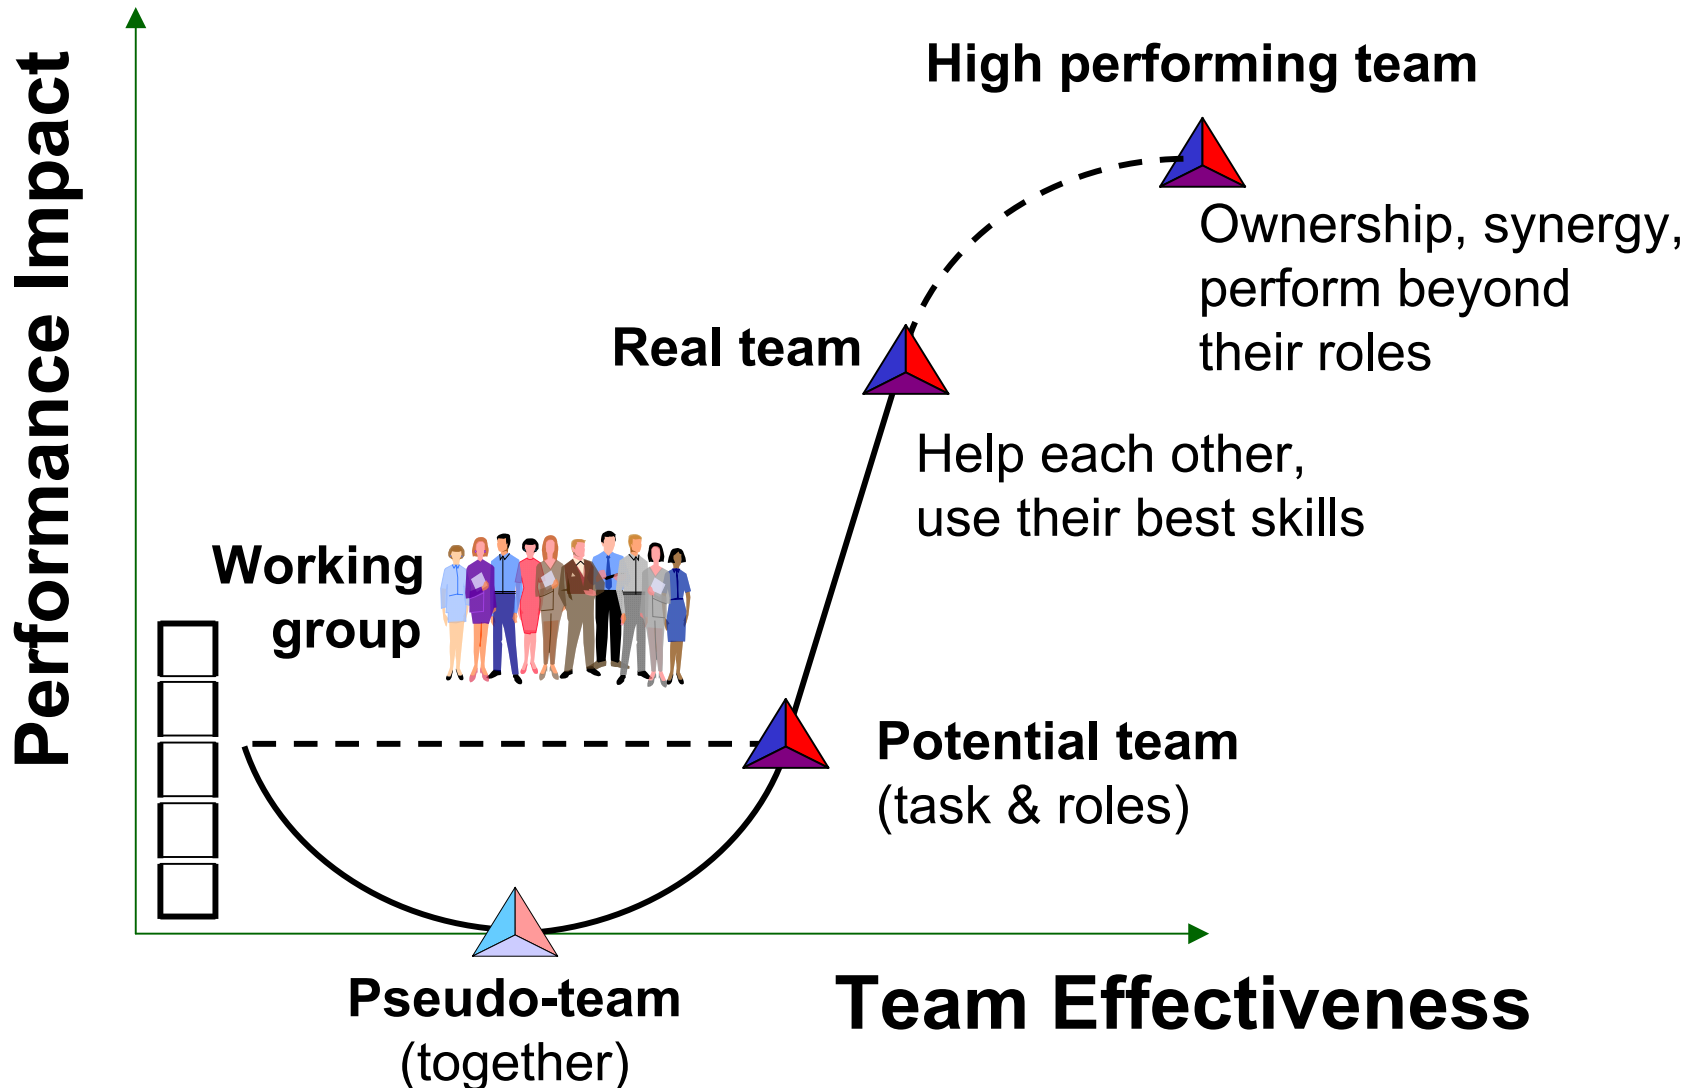 Performance Impact
High performing team
Ownership, synergy,
perform beyond
their roles
Real team
Help each other,
use their best skills
Working
group
Potential team
(task & roles)
Pseudo-team
(together)
Team Effectiveness